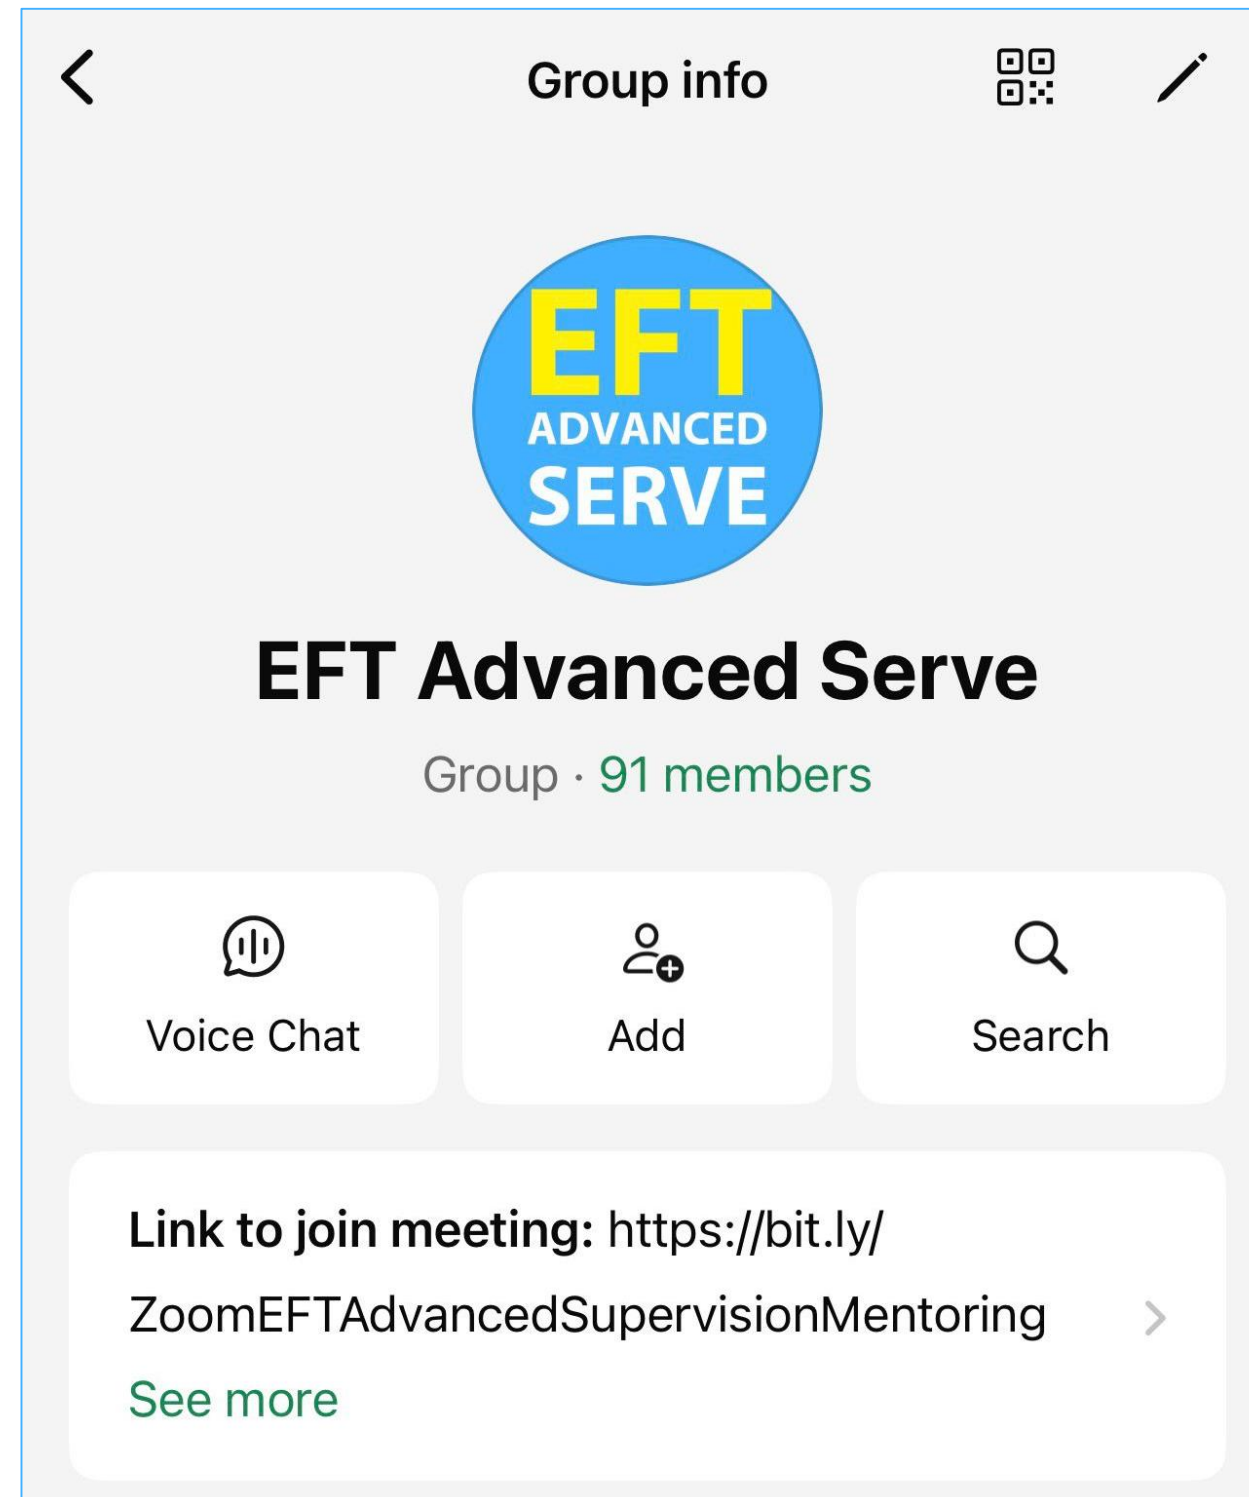 Group info
EFT
ADVANCED
SERVE
EFT Advanced Serve
Group · 91 members
Voice Chat
Add
Search
Link to join meeting: https://bit.ly/
ZoomEFTAdvancedSupervisionMentoring
See more